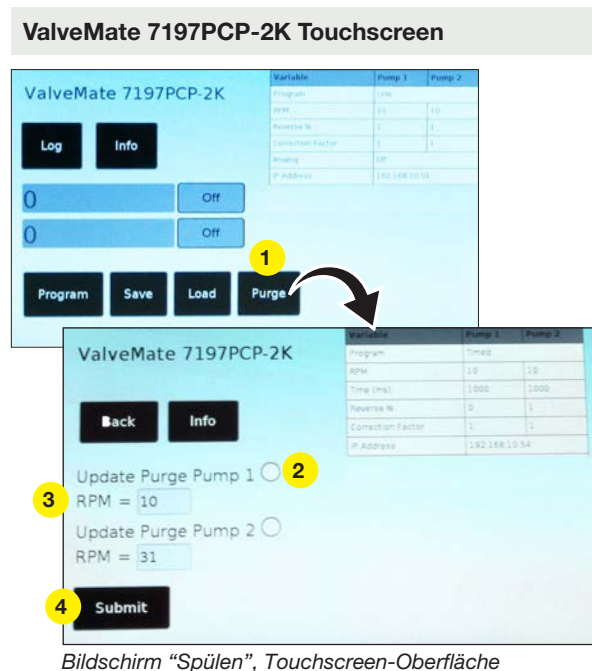 ValveMate 7197PCP-2K Touchscreen
ValveMate 7197PCP-2K
Variable Pump 1 Pump 2
Program Line
RPM 10 10
Reverse % 1 1
Correction Factor 1 1
Analog Off
IP Address 192.168.10.51
Log Info
0 Off
0 Off
1
Program Save Load Purge
ValveMate 7197PCP-2K
Variable Pump 1 Pump 2
Program Timed
RPM 10 10
Time (ms) 1000 1000
Reverse % 0 1
Correction Factor 1 1
IP Address 192.168.10.54
Back Info
Update Purge Pump 1 2
3 RPM = 10
Update Purge Pump 2
RPM = 31
4 Submit
Bildschirm "Spülen", Touchscreen-Oberfläche